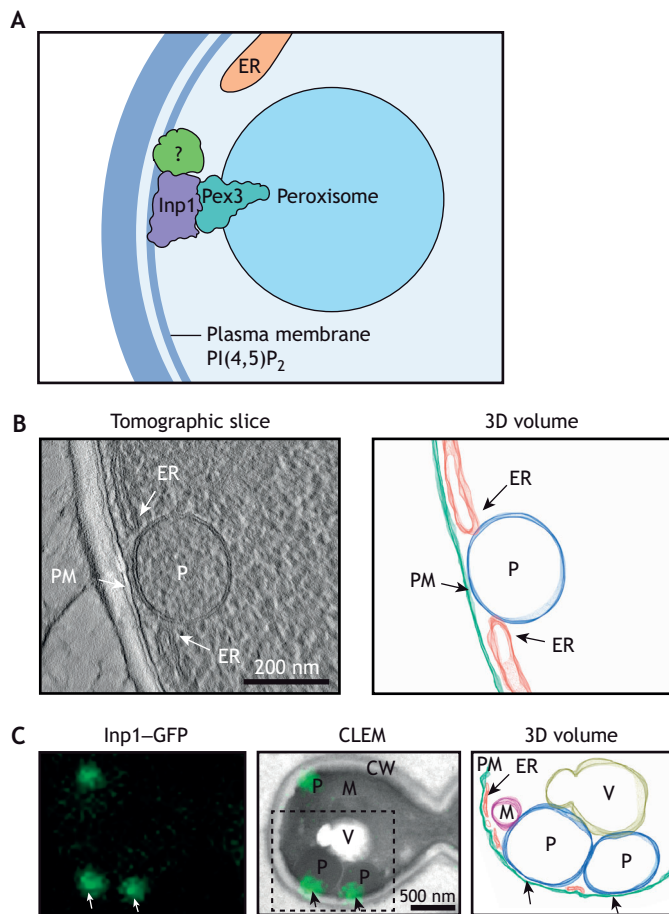 A
ER
?
Inp1
Pex3
Peroxisome
Plasma membrane
PI(4,5)P₂
B
Tomographic slice
3D volume
ER
PM
P
ER
200 nm
ER
PM
P
ER
C
Inp1–GFP
CLEM
3D volume
CW
P
M
V
P
P
500 nm
PM
ER
M
V
P
P